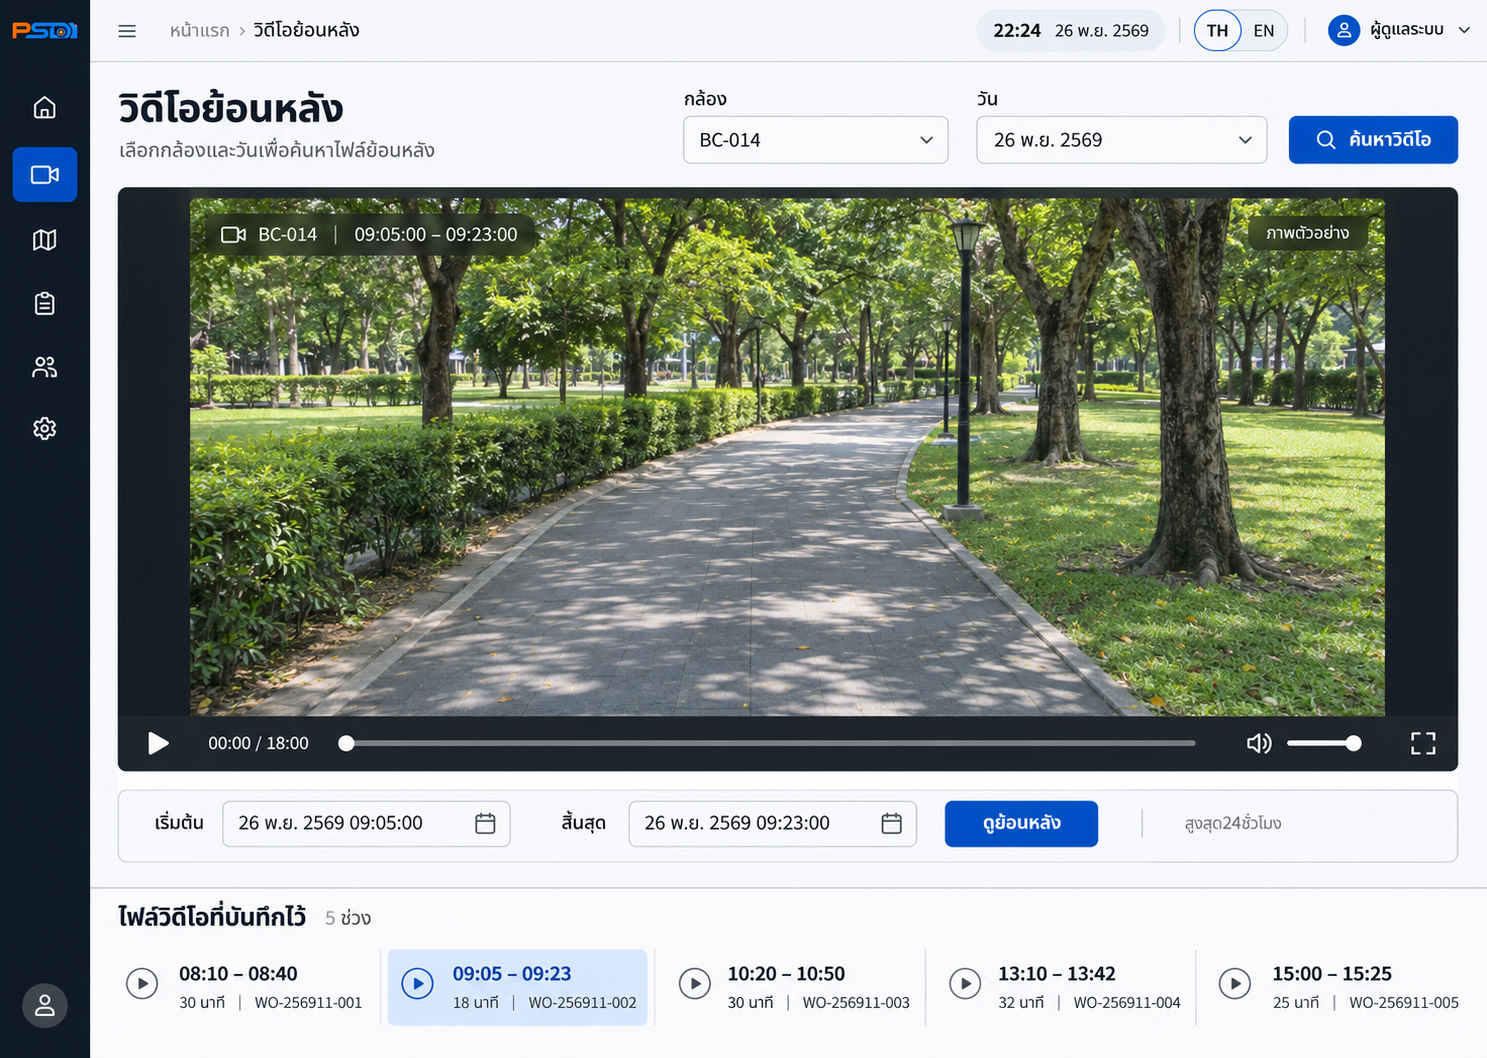 PSDI
หน้าแรก › วิดีโอย้อนหลัง
22:24 26 พ.ย. 2569
TH EN
ผู้ดูแลระบบ
วิดีโอย้อนหลัง
เลือกกล้องและวันเพื่อค้นหาไฟล์ย้อนหลัง
กล้อง
BC-014
วัน
26 พ.ย. 2569
ค้นหาวิดีโอ
BC-014 | 09:05:00 – 09:23:00
ภาพตัวอย่าง
00:00 / 18:00
เริ่มต้น 26 พ.ย. 2569 09:05:00 สิ้นสุด 26 พ.ย. 2569 09:23:00 ดูย้อนหลัง สูงสุด24ชั่วโมง
ไฟล์วิดีโอที่บันทึกไว้ 5 ช่วง
08:10 – 08:40
30 นาที | WO-256911-001
09:05 – 09:23
18 นาที | WO-256911-002
10:20 – 10:50
30 นาที | WO-256911-003
13:10 – 13:42
32 นาที | WO-256911-004
15:00 – 15:25
25 นาที | WO-256911-005